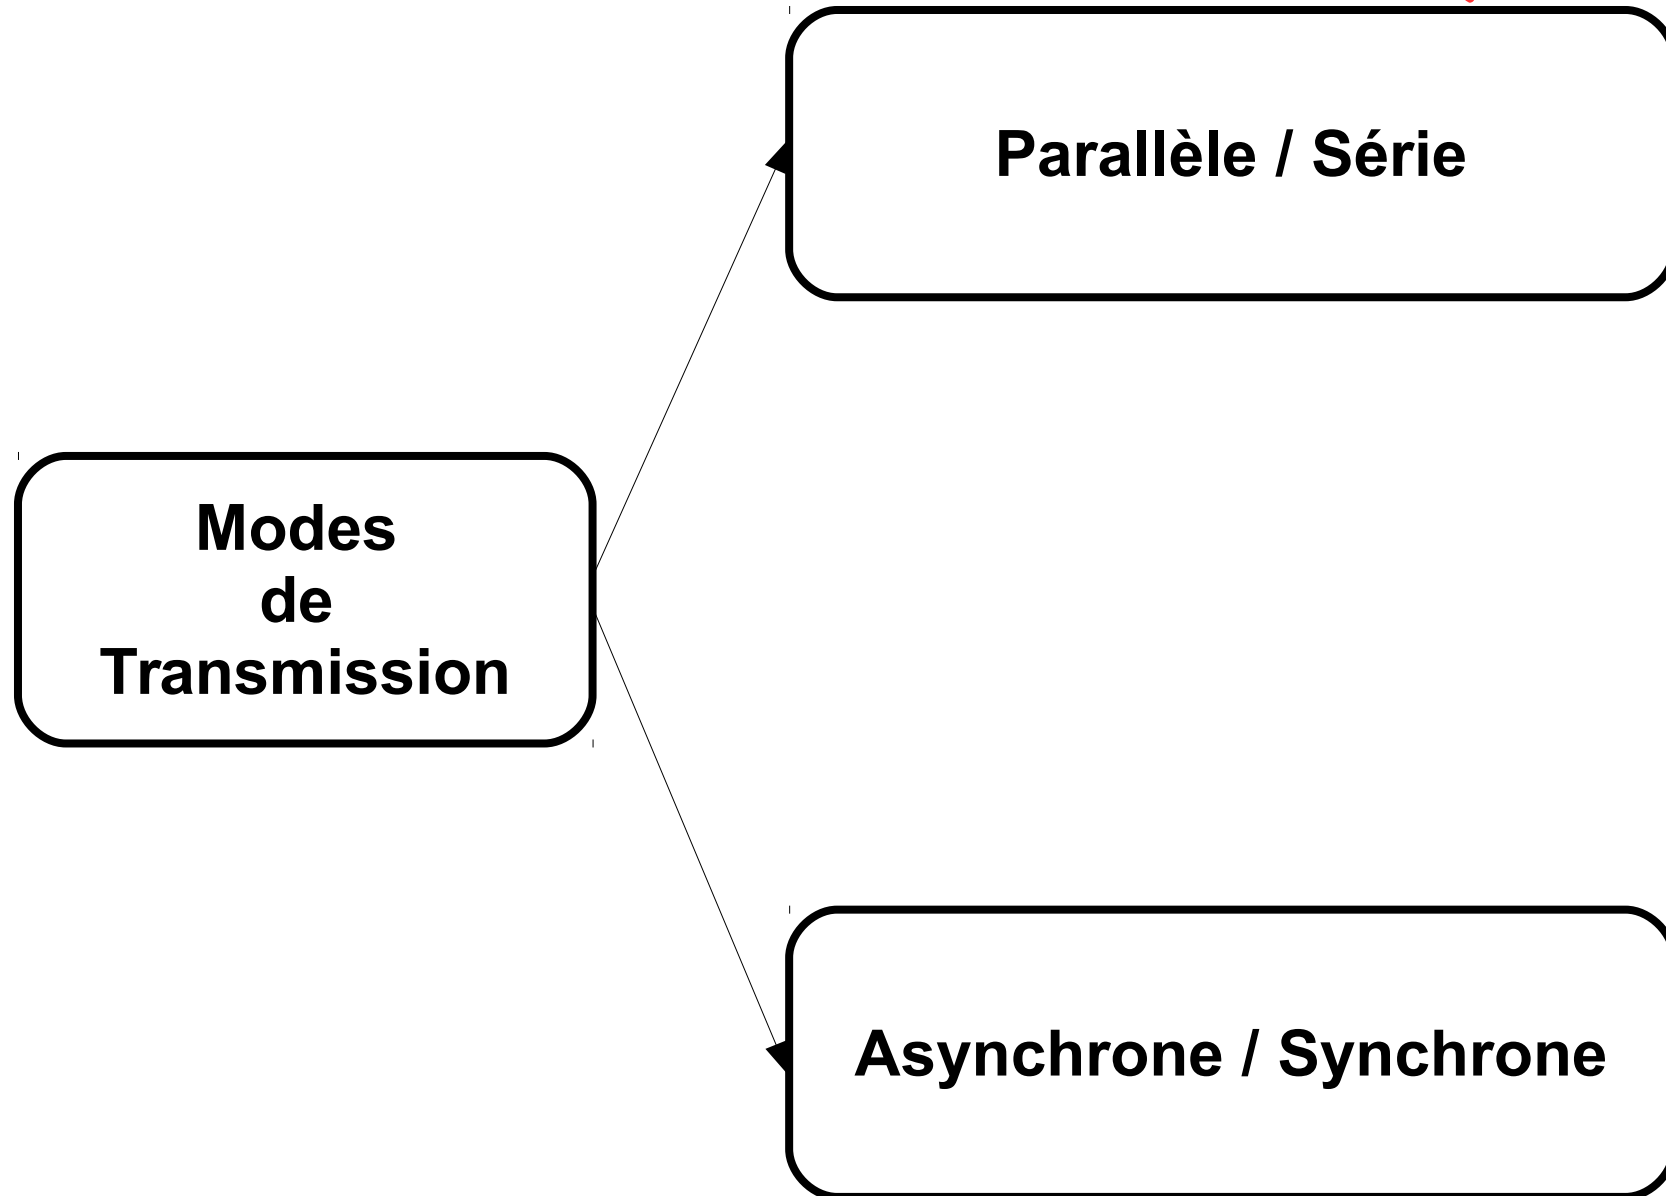 Parallèle / Série
Modes
de
Transmission
Asynchrone / Synchrone